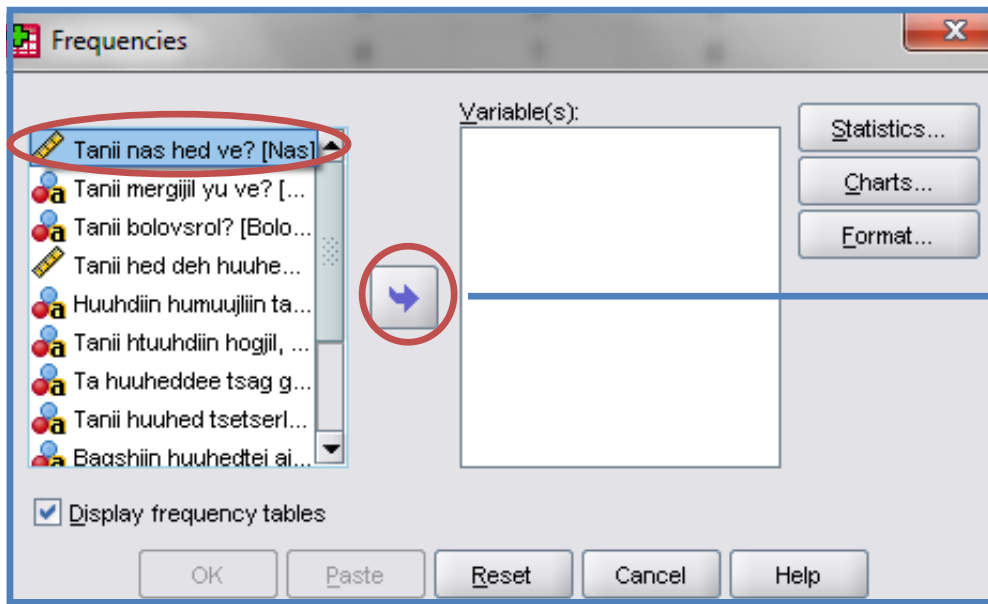 Frequencies
Variable(s):
Tanii nas hed ve? [Nas]
Tanii mergijil yu ve? [...
Tanii bolovsrol? [Bolo...
Tanii hed deh huuhe...
Huuhdiin humuujliin ta...
Tanii htuuhdiin hogjil, ...
Ta huuheddee tsag g...
Tanii huuhed tsetserl...
Bagshiin huuhedtei ai...
Statistics...
Charts...
Format...
Display frequency tables
OK
Paste
Reset
Cancel
Help